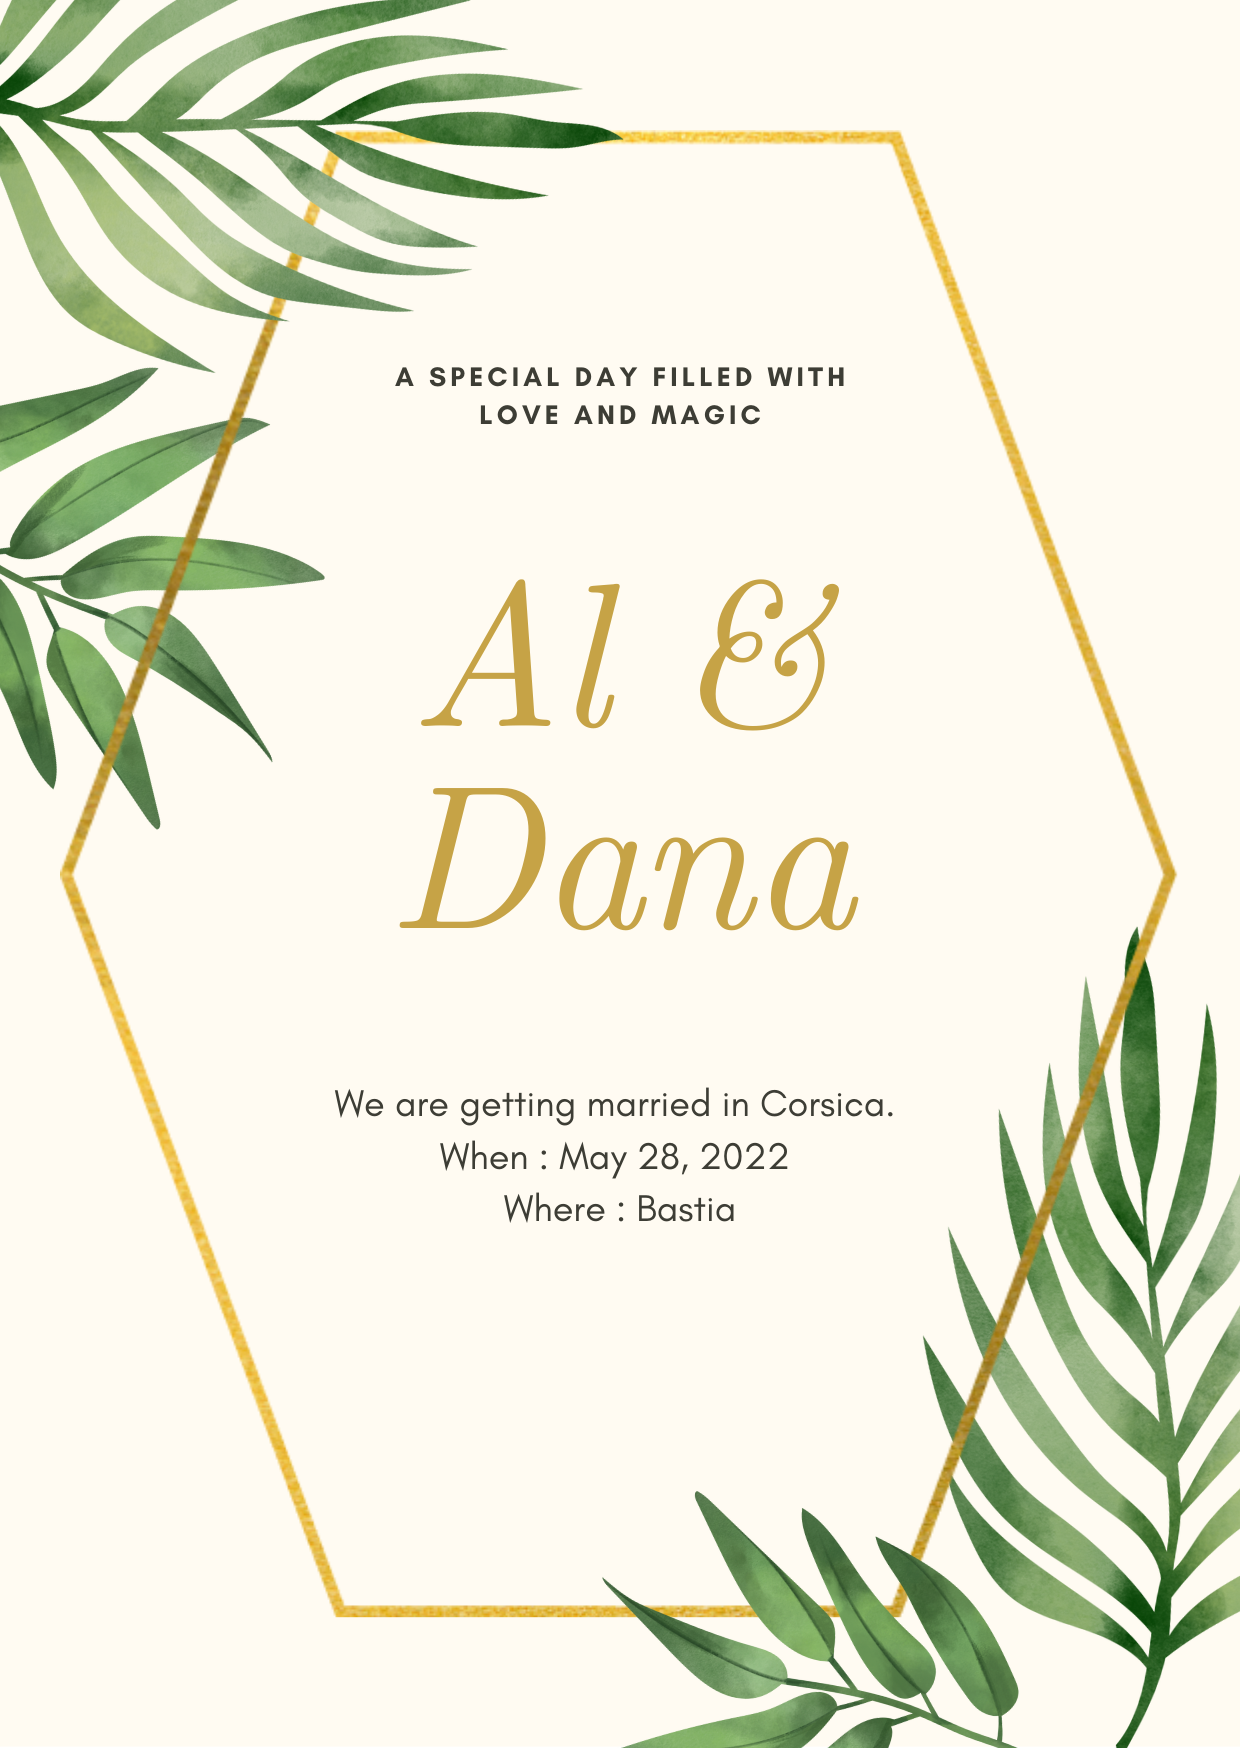 A SPECIAL DAY FILLED WITH
LOVE AND MAGIC
Al &
Dana
We are getting married in Corsica.
When : May 28, 2022
Where : Bastia